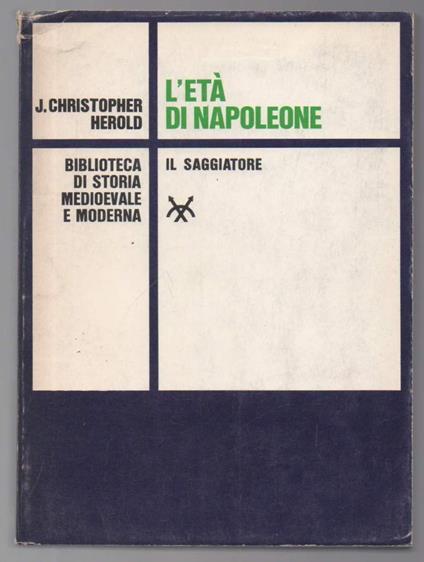 J. CHRISTOPHER
HEROLD
L'ETÀ
DI NAPOLEONE
BIBLIOTECA
DI STORIA
MEDIOEVALE
E MODERNA
IL SAGGIATORE